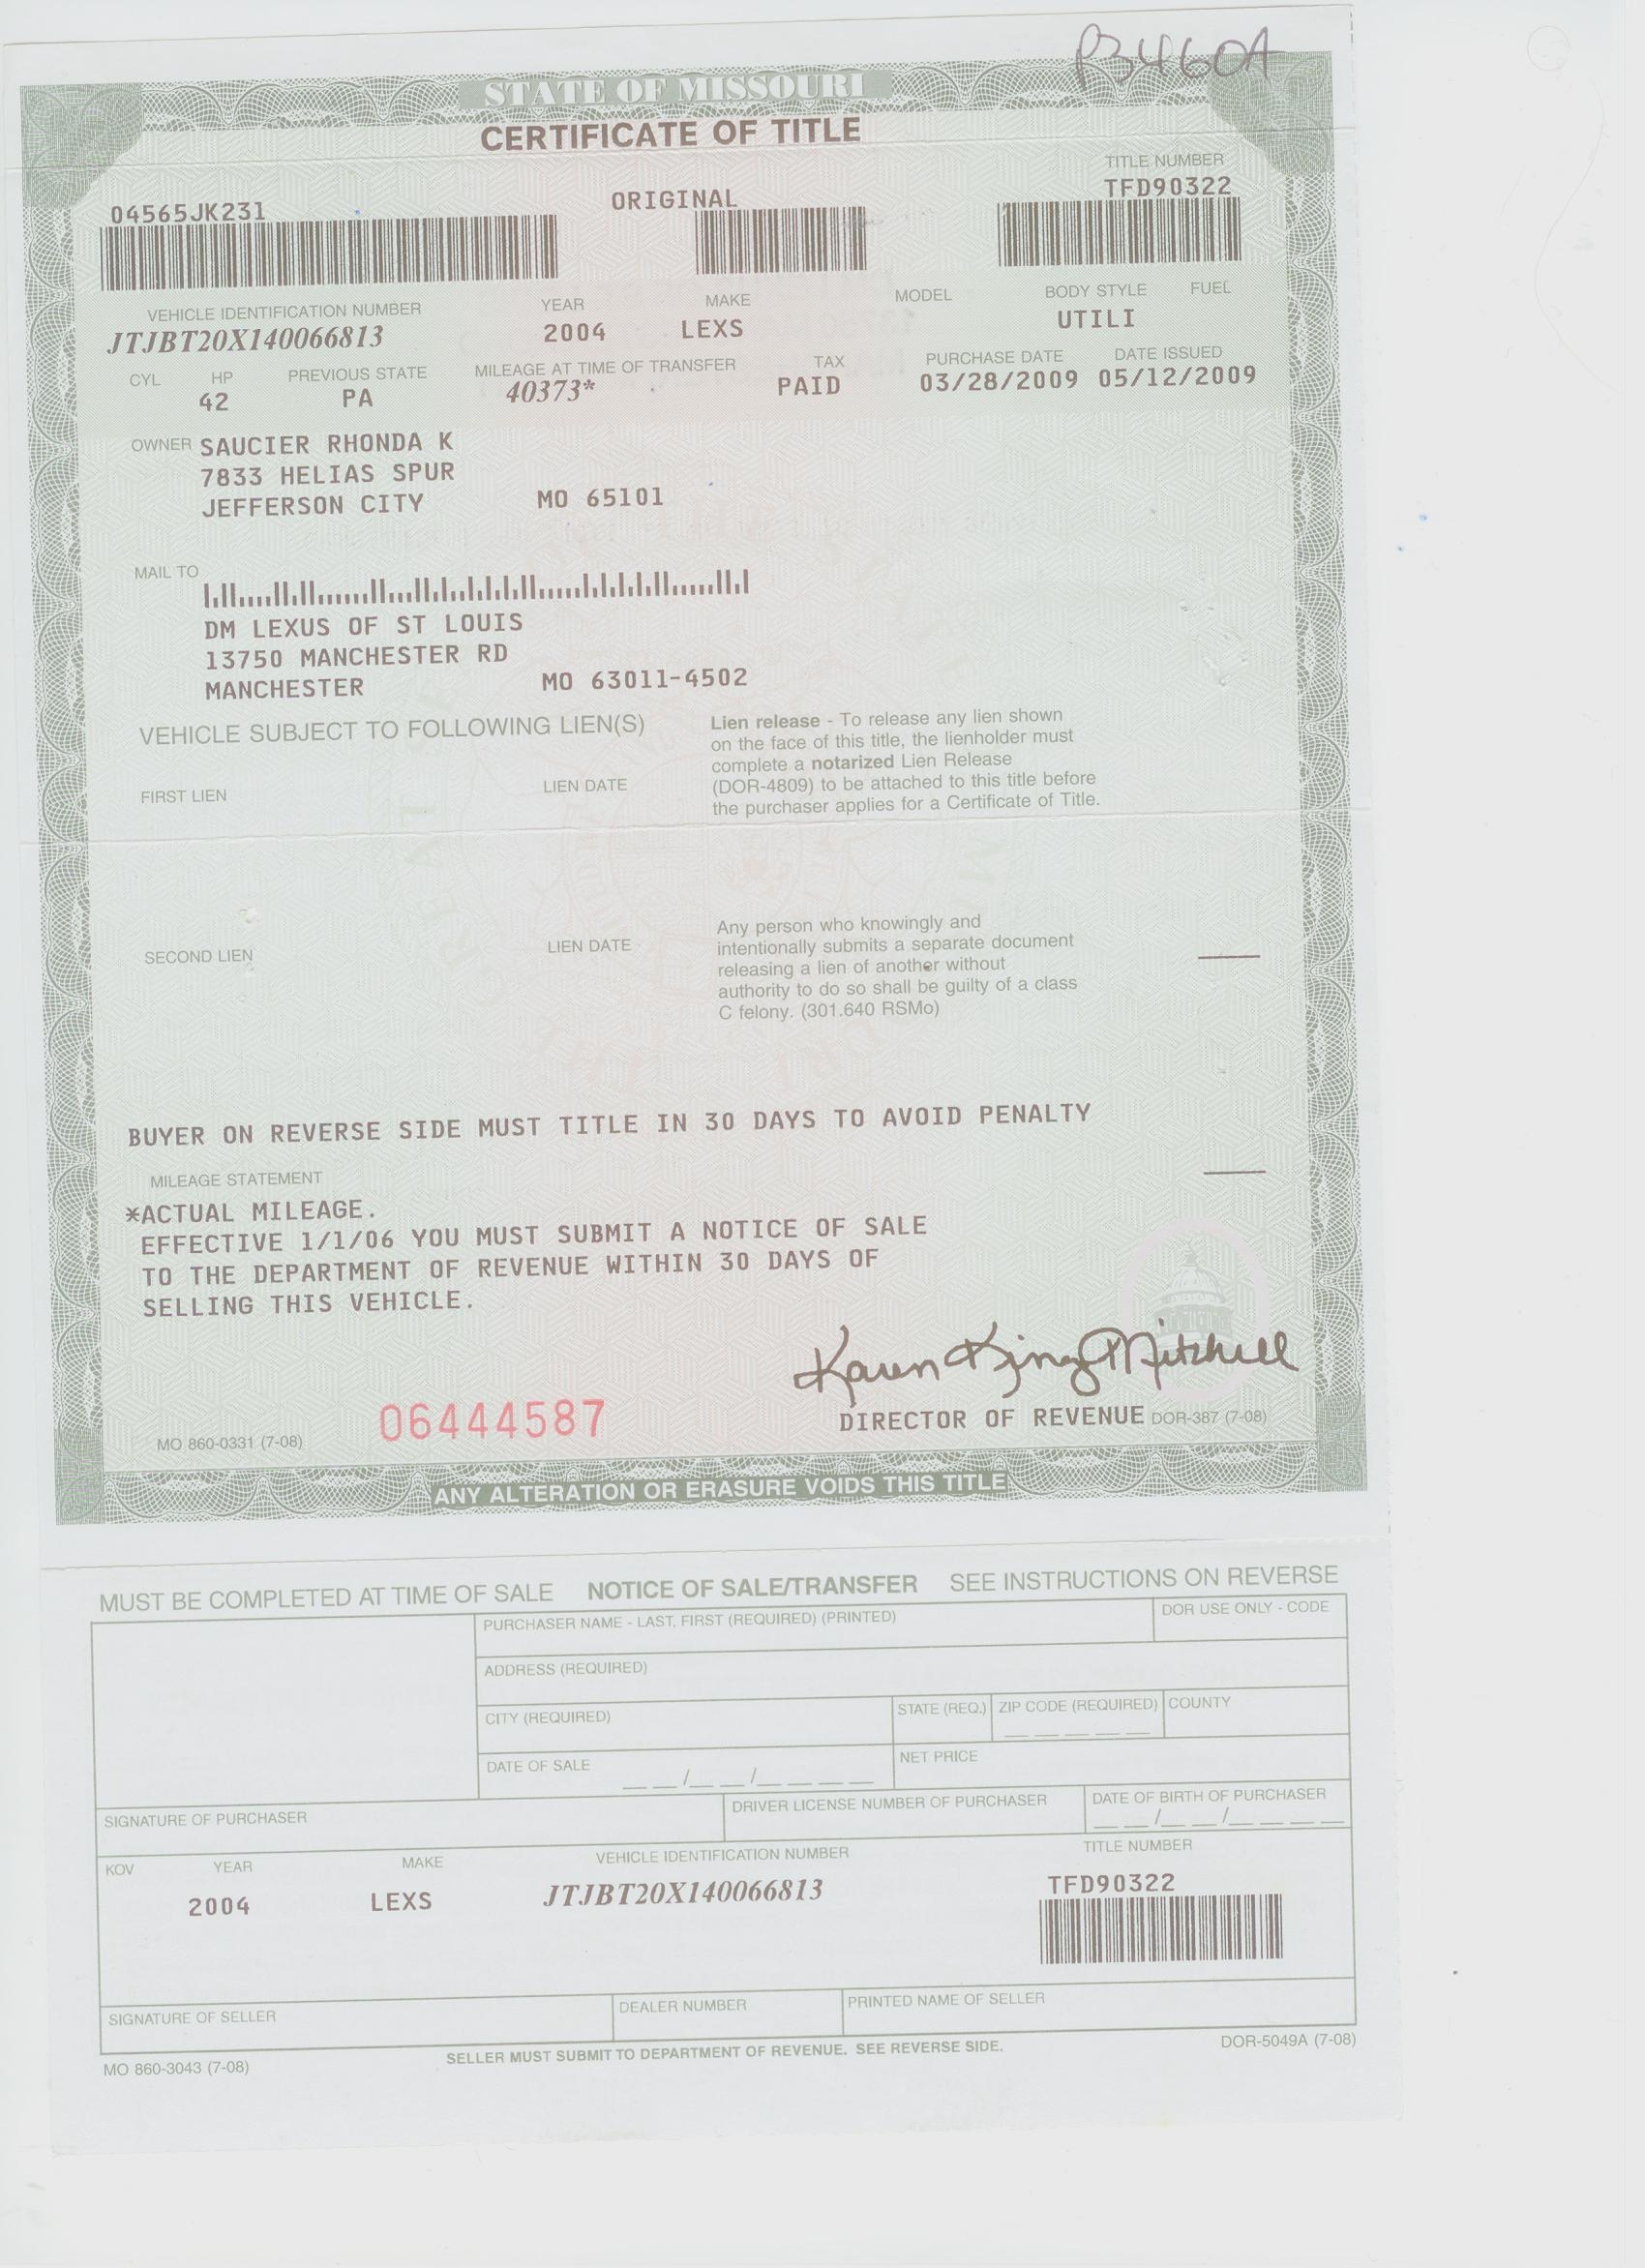 P3460A
STATE OF MISSOURI
CERTIFICATE OF TITLE
TITLE NUMBER
04565JK231 ORIGINAL TFD90322
VEHICLE IDENTIFICATION NUMBER YEAR MAKE MODEL BODY STYLE FUEL
JTJBT20X140066813 2004 LEXS UTILI
CYL HP PREVIOUS STATE MILEAGE AT TIME OF TRANSFER TAX PURCHASE DATE DATE ISSUED
42 PA 40373* PAID 03/28/2009 05/12/2009
OWNER SAUCIER RHONDA K
7833 HELIAS SPUR
JEFFERSON CITY MO 65101
MAIL TO
DM LEXUS OF ST LOUIS
13750 MANCHESTER RD
MANCHESTER MO 63011-4502
VEHICLE SUBJECT TO FOLLOWING LIEN(S)
FIRST LIEN LIEN DATE
Lien release - To release any lien shown
on the face of this title, the lienholder must
complete a notarized Lien Release
(DOR-4809) to be attached to this title before
the purchaser applies for a Certificate of Title.
SECOND LIEN LIEN DATE
Any person who knowingly and
intentionally submits a separate document
releasing a lien of another without
authority to do so shall be guilty of a class
C felony. (301.640 RSMo)
BUYER ON REVERSE SIDE MUST TITLE IN 30 DAYS TO AVOID PENALTY
MILEAGE STATEMENT
*ACTUAL MILEAGE.
EFFECTIVE 1/1/06 YOU MUST SUBMIT A NOTICE OF SALE
TO THE DEPARTMENT OF REVENUE WITHIN 30 DAYS OF
SELLING THIS VEHICLE.
Karen King Mitchell
MO 860-0331 (7-08) 06444587 DIRECTOR OF REVENUE DOR-387 (7-08)
ANY ALTERATION OR ERASURE VOIDS THIS TITLE
MUST BE COMPLETED AT TIME OF SALE NOTICE OF SALE/TRANSFER SEE INSTRUCTIONS ON REVERSE
PURCHASER NAME - LAST, FIRST (REQUIRED) (PRINTED) DOR USE ONLY - CODE
ADDRESS (REQUIRED)
CITY (REQUIRED) STATE (REQ.) ZIP CODE (REQUIRED) COUNTY
DATE OF SALE __/__/____ NET PRICE
SIGNATURE OF PURCHASER DRIVER LICENSE NUMBER OF PURCHASER DATE OF BIRTH OF PURCHASER
__/__/____
KOV YEAR MAKE VEHICLE IDENTIFICATION NUMBER TITLE NUMBER
2004 LEXS JTJBT20X140066813 TFD90322
SIGNATURE OF SELLER DEALER NUMBER PRINTED NAME OF SELLER
MO 860-3043 (7-08) SELLER MUST SUBMIT TO DEPARTMENT OF REVENUE. SEE REVERSE SIDE. DOR-5049A (7-08)